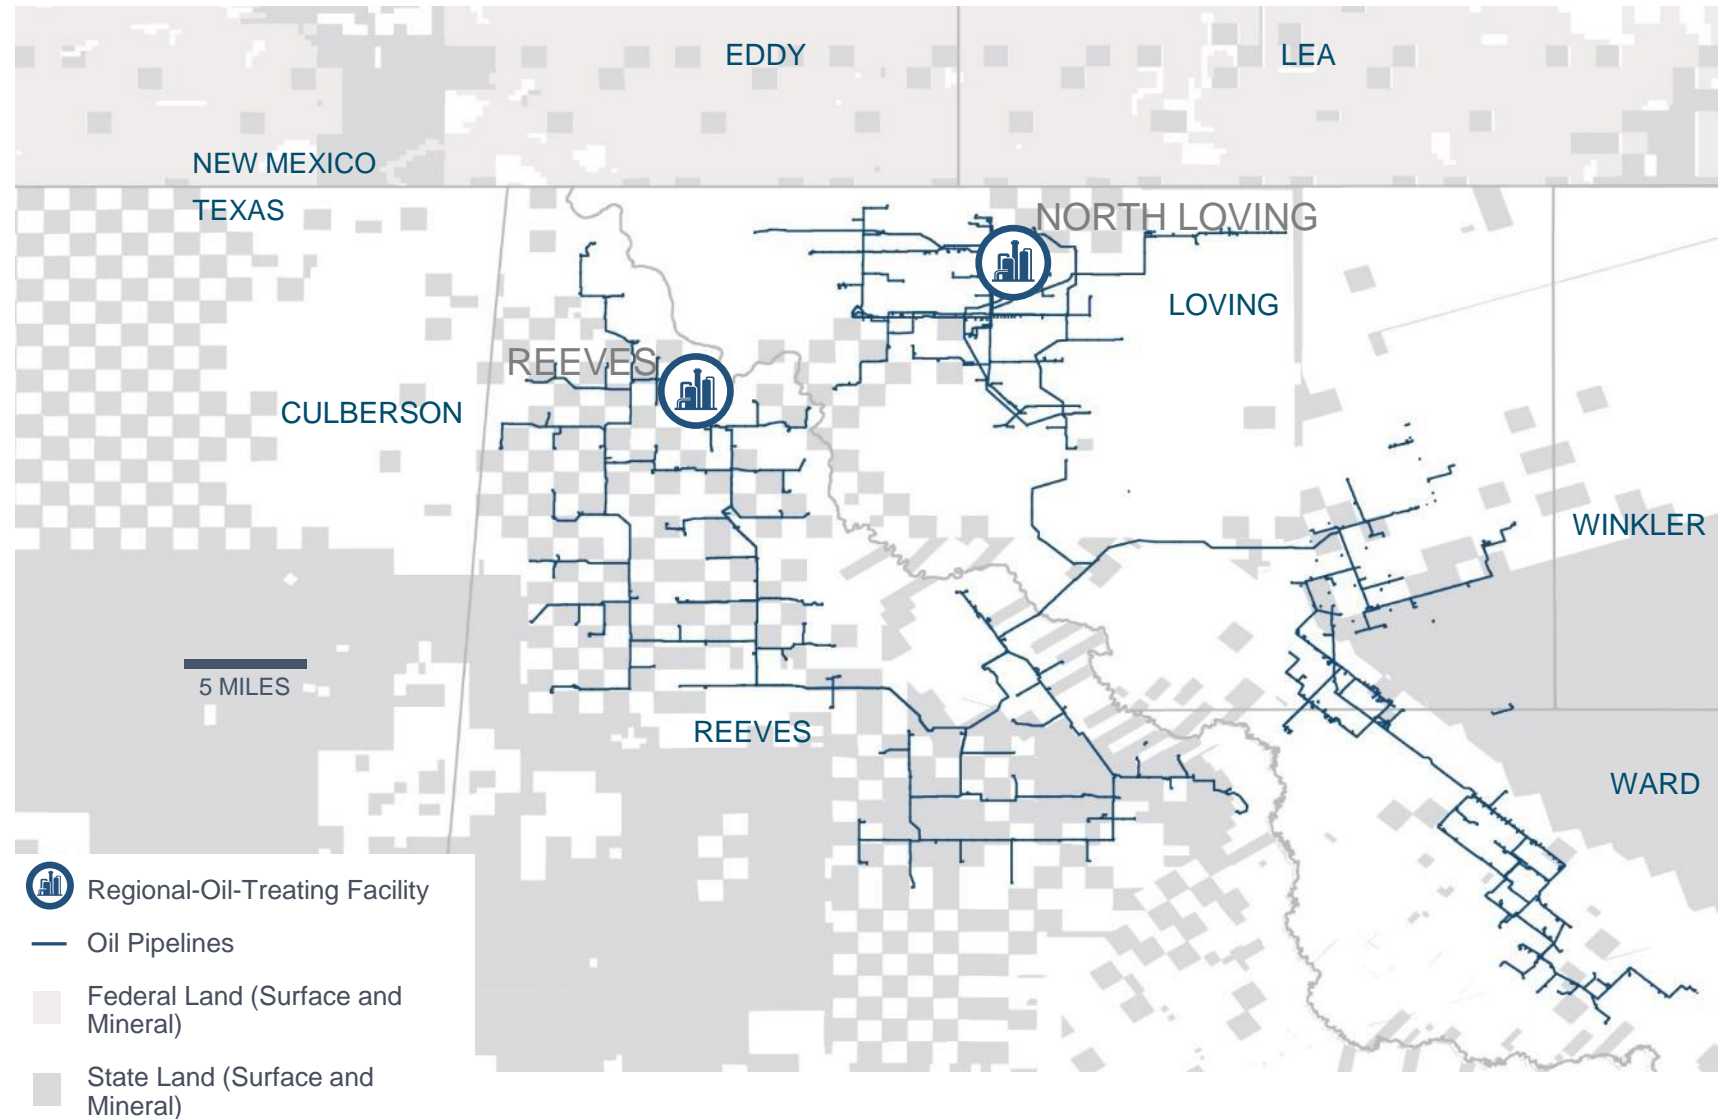 EDDY
LEA
NEW MEXICO
TEXAS
NORTH LOVING
LOVING
REEVES
CULBERSON
WINKLER
5 MILES
REEVES
WARD
Regional-Oil-Treating Facility
Oil Pipelines
Federal Land (Surface and
Mineral)
State Land (Surface and
Mineral)